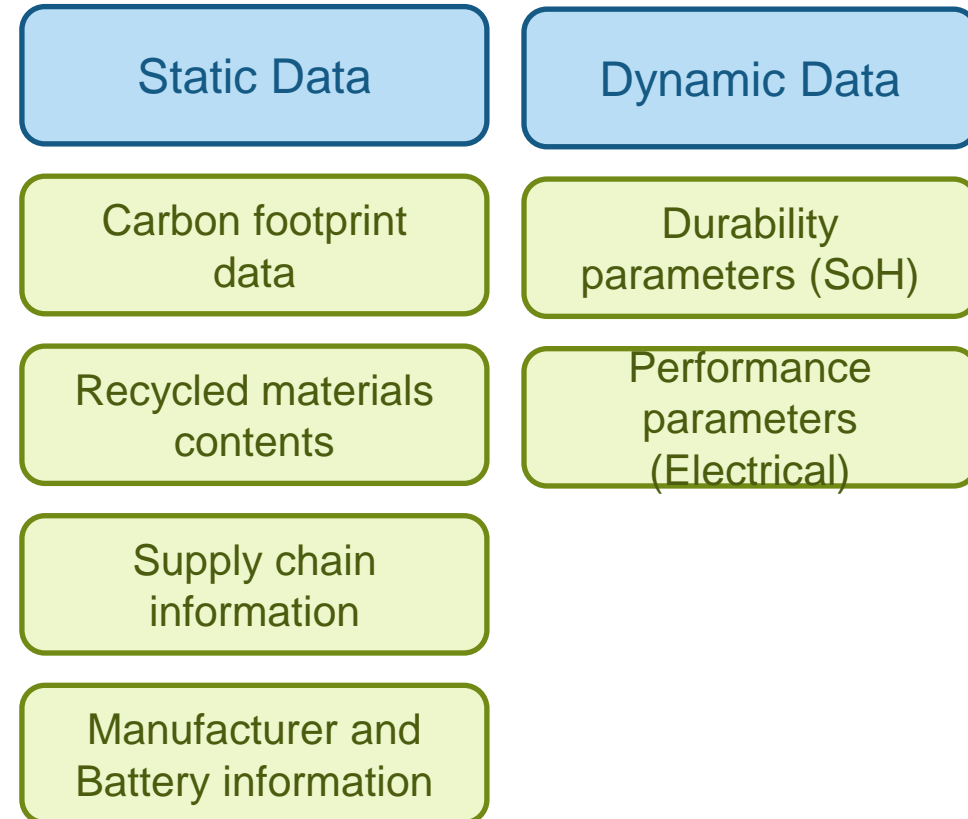 Static Data
Carbon footprint
data
Recycled materials
contents
Supply chain
information
Manufacturer and
Battery information
Dynamic Data
Durability
parameters (SoH)
Performance
parameters
(Electrical)